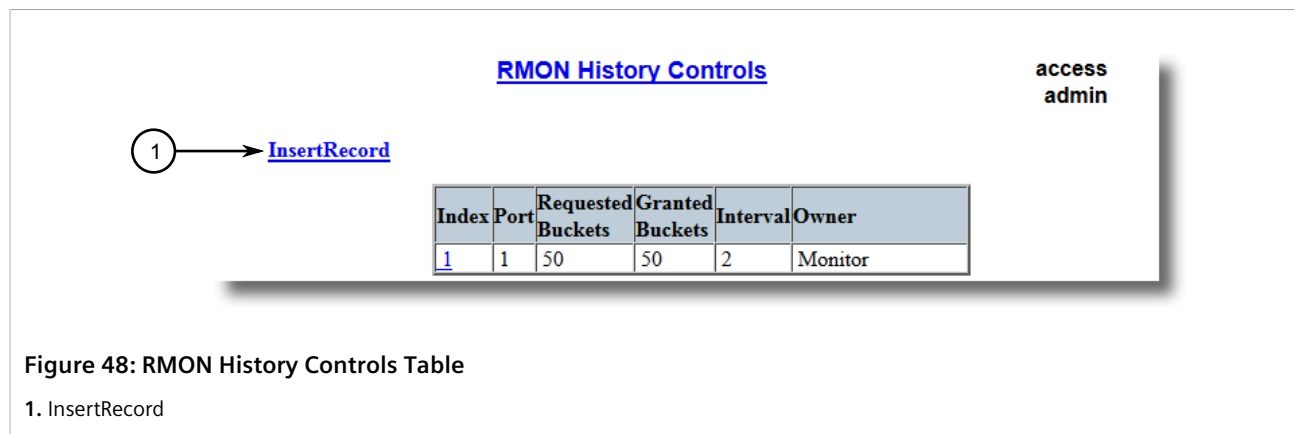 RMON History Controls
access
admin
1
InsertRecord
Index Port Requested Buckets Granted Buckets Interval Owner
1 1 50 50 2 Monitor
Figure 48: RMON History Controls Table
1. InsertRecord